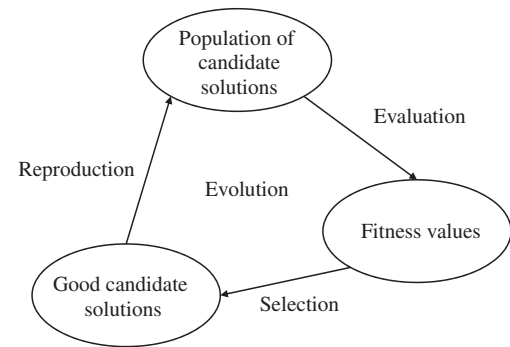 Population of
candidate
solutions
Evaluation
Reproduction
Evolution
Fitness values
Good candidate
solutions
Selection